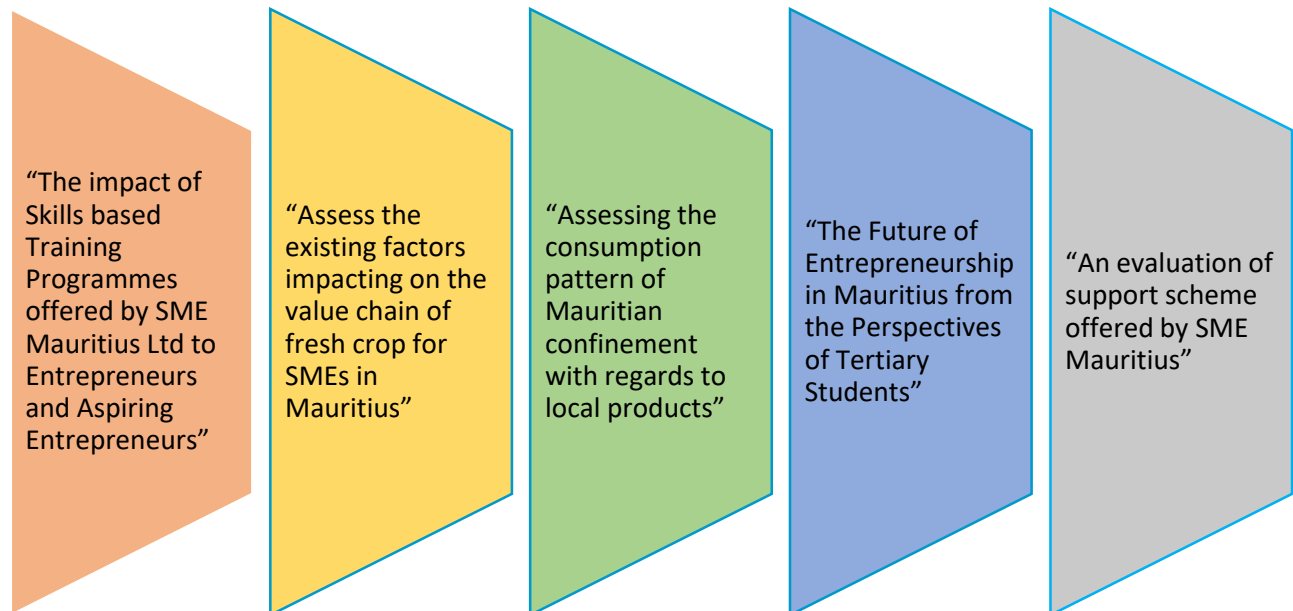 “The impact of
Skills based
Training
Programmes
offered by SME
Mauritius Ltd to
Entrepreneurs
and Aspiring
Entrepreneurs”
“Assess the
existing factors
impacting on the
value chain of
fresh crop for
SMEs in
Mauritius”
“Assessing the
consumption
pattern of
Mauritian
confinement
with regards to
local products”
“The Future of
Entrepreneurship
in Mauritius from
the Perspectives
of Tertiary
Students”
“An evaluation of
support scheme
offered by SME
Mauritius”